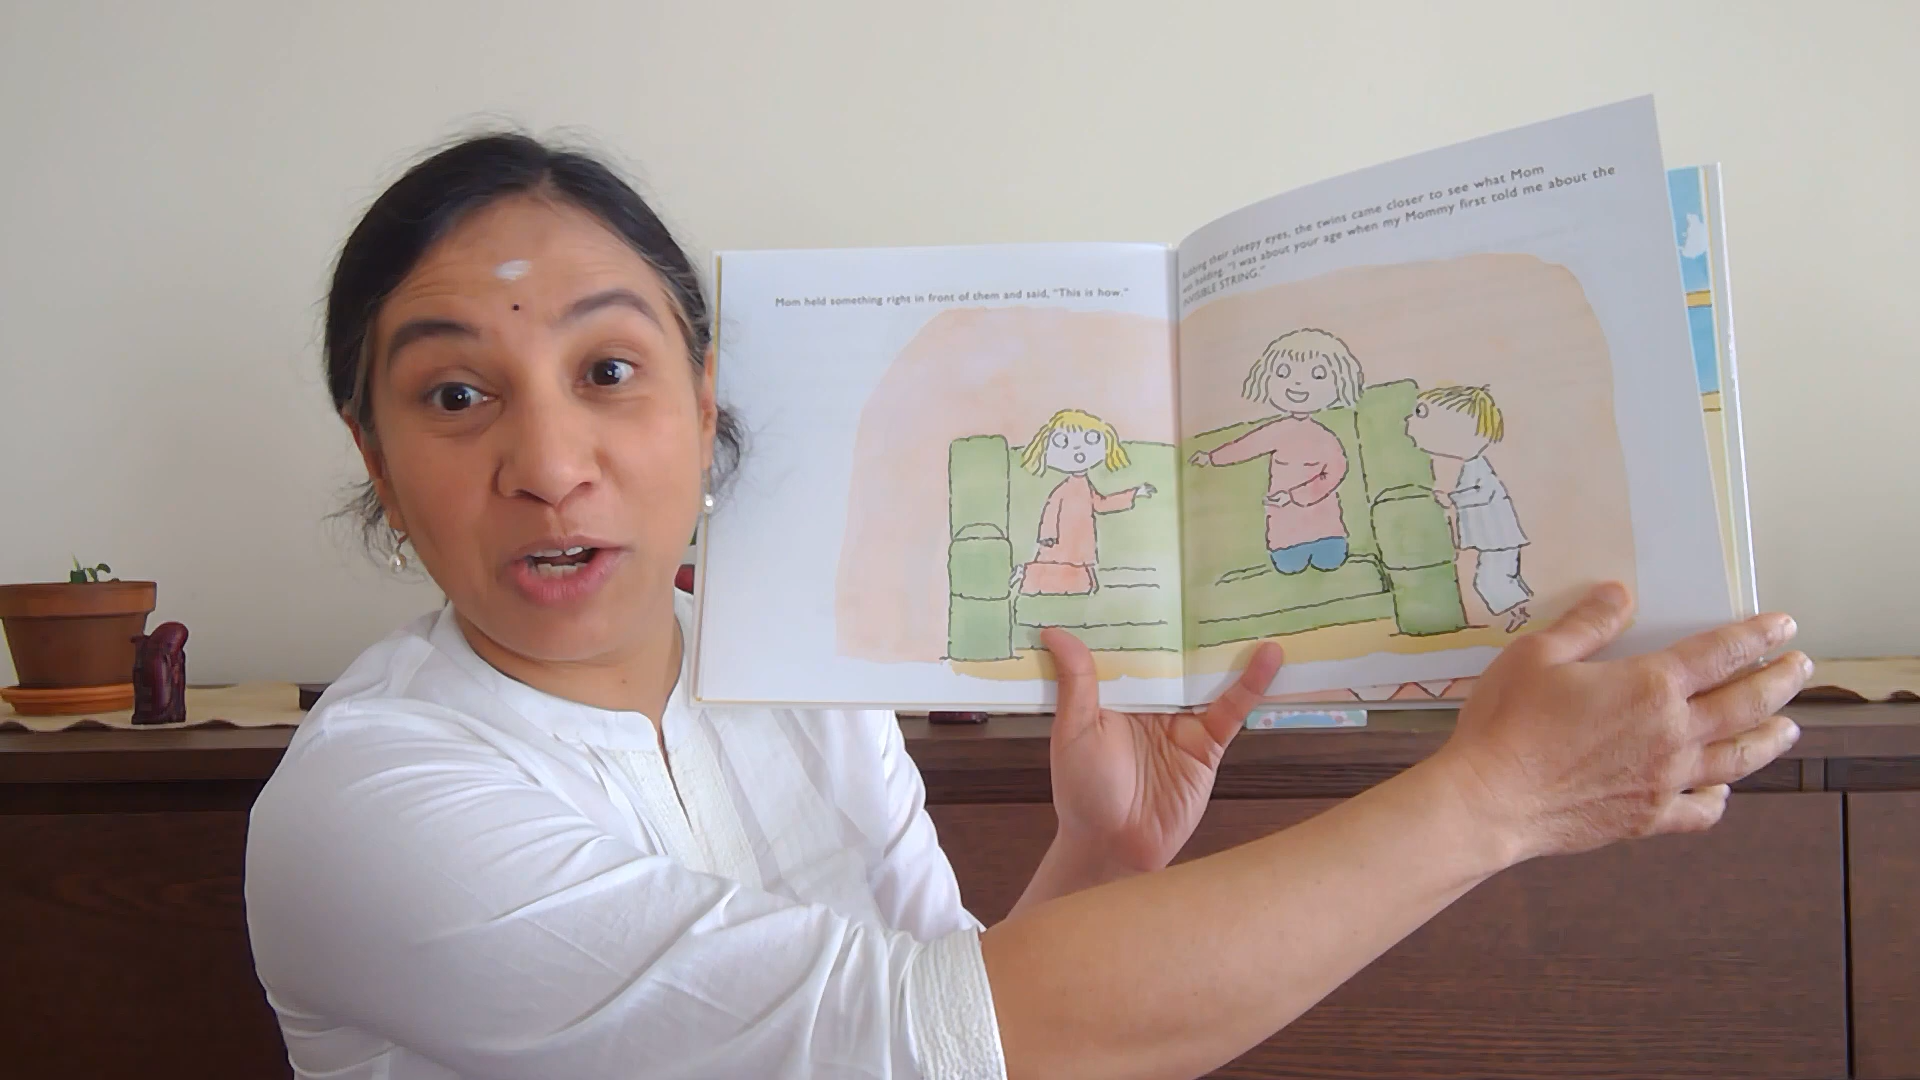 Mom held something right in front of them and said, "This is how."
Rubbing their sleepy eyes, the twins came closer to see what Mom
was holding. "I was about your age when my Mommy first told me about the
INVISIBLE STRING."